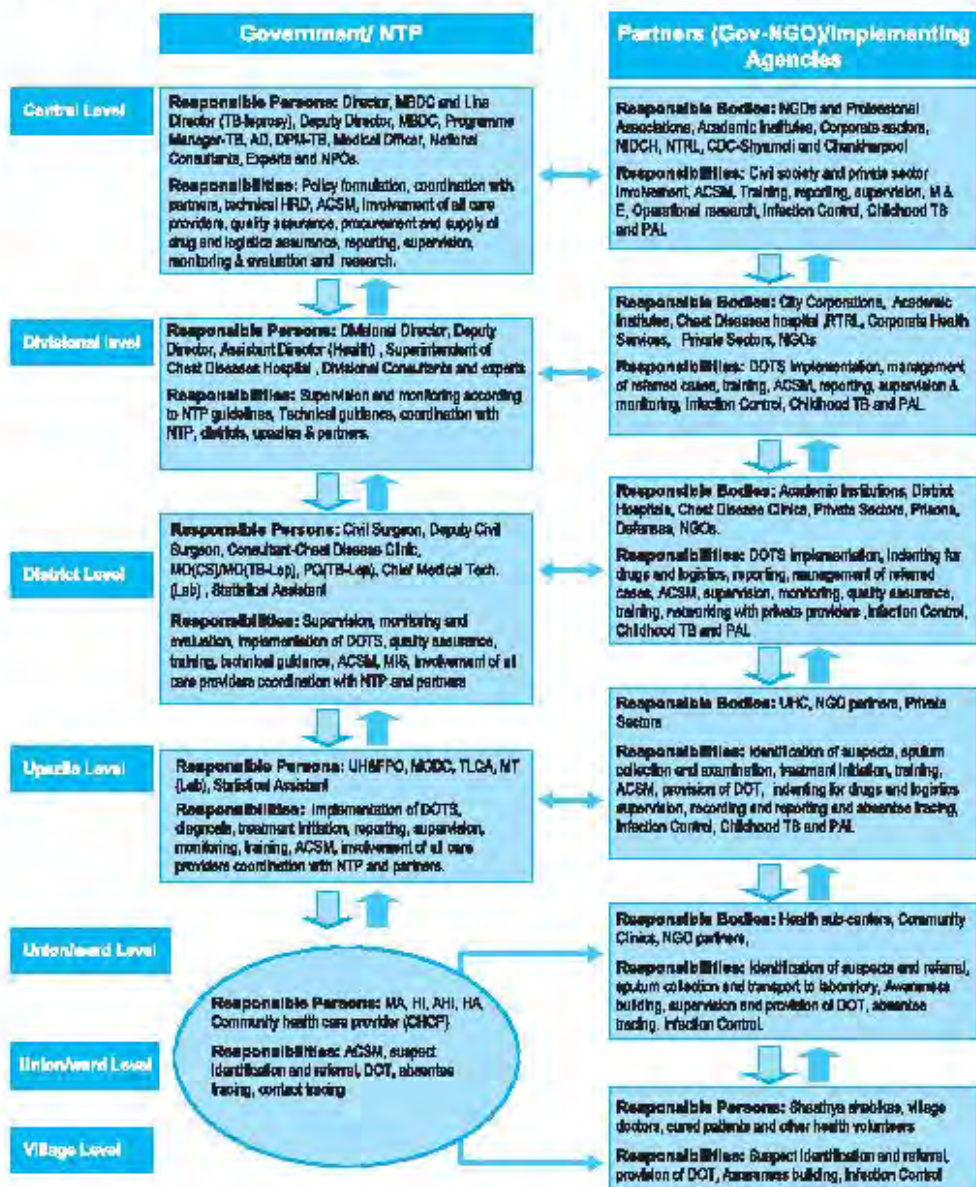 Government/ NTP
Partners (Gov-NGO)/Implementing
Agencies
Central Level
Responsible Persons: Director, MBDC and Line
Director (TB-leprosy), Deputy Director, MBDC, Programme
Manager-TB, AD, DPM-TB, Medical Officer, National
Consultants, Experts and NPOs.
Responsibilities: Policy formulation, coordination with
partners, technical HRD, ACSM, Involvement of all care
providers, quality assurance, procurement and supply of
drug and logistics assurance, reporting, supervision,
monitoring & evaluation and research.
Responsible Bodies: NGOs and Professional
Associations, Academic Institutes, Corporate sectors,
NIDCH, NTRL, CDC-Shyamoli and Chankharpool
Responsibilities: Civil society and private sector
Involvement, ACSM, Training, reporting, supervision, M &
E, Operational research, Infection Control, Childhood TB
and PAL
Divisional level
Responsible Persons: Divisional Director, Deputy
Director, Assistant Director (Health) , Superintendent of
Chest Diseases Hospital , Divisional Consultants and experts
Responsibilities: Supervision and monitoring according
to NTP guidelines, Technical guidance, coordination with
NTP, districts, upazilas & partners.
Responsible Bodies: City Corporations, Academic
Institutes, Chest Diseases hospital ,RTRL, Corporate Health
Services, Private Sectors, NGOs
Responsibilities: DOTS Implementation, management
of referred cases, training, ACSM, reporting, supervision &
monitoring, Infection Control, Childhood TB and PAL
District Level
Responsible Persons: Civil Surgeon, Deputy Civil
Surgeon, Consultant-Chest Disease Clinic,
MO(CS)/MO(TB-Lep), PO(TB-Lep), Chief Medical Tech.
(Lab) , Statistical Assistant
Responsibilities: Supervision, monitoring and
evaluation, Implementation of DOTS, quality assurance,
training, technical guidance, ACSM, MIS, Involvement of all
care providers coordination with NTP and partners
Responsible Bodies: Academic Institutions, District
Hospitals, Chest Disease Clinics, Private Sectors, Prisons,
Defenses, NGOs.
Responsibilities: DOTS Implementation, Indenting for
drugs and logistics, reporting, management of referred
cases, ACSM, supervision, monitoring, quality assurance,
training, networking with private providers ,Infection Control,
Childhood TB and PAL
Upazila Level
Responsible Persons: UH&FPO, MODC, TLCA, MT
(Lab), Statistical Assistant
Responsibilities: Implementation of DOTS,
diagnosis, treatment initiation, reporting, supervision,
monitoring, training, ACSM, involvement of all care
providers coordination with NTP and partners.
Responsible Bodies: UHC, NGO partners, Private
Sectors
Responsibilities: Identification of suspects, sputum
collection and examination, treatment Initiation, training,
ACSM, provision of DOT, indenting for drugs and logistics
supervision, recording and reporting and absentee tracing,
Infection Control, Childhood TB and PAL
Union/ward Level
Responsible Persons: MA, HI, AHI, HA,
Community health care provider (CHCP)
Responsibilities: ACSM, suspect
Identification and referral, DOT, absentee
tracing, contact tracing
Responsible Bodies: Health sub-centers, Community
Clinics, NGO partners,
Responsibilities: Identification of suspects and referral,
sputum collection and transport to laboratory, Awareness
building, supervision and provision of DOT, absentee
tracing, Infection Control.
Union/ward Level
Village Level
Responsible Persons: Shasthya shebikas, village
doctors, cured patients and other health volunteers
Responsibilities: Suspect Identification and referral,
provision of DOT, Awareness building, Infection Control